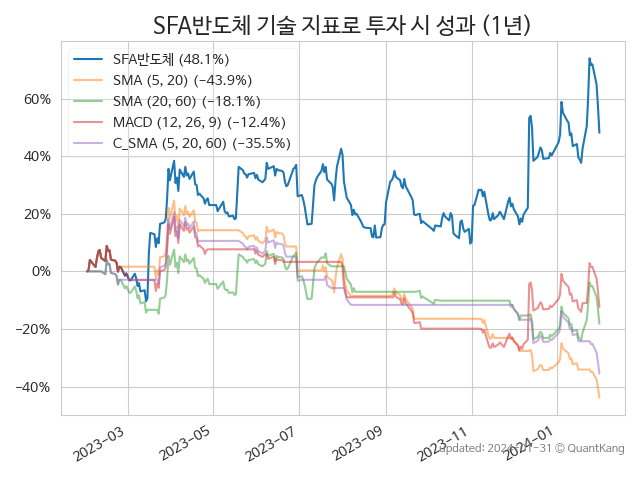 SFA반도체 기술 지표로 투자 시 성과 (1년)
SFA반도체 (48.1%)
SMA (5, 20) (−43.9%)
SMA (20, 60) (−18.1%)
MACD (12, 26, 9) (−12.4%)
C_SMA (5, 20, 60) (−35.5%)
60%
40%
20%
0%
−20%
−40%
2023−03
2023−05
2023−07
2023−09
2023−11
2024−01
updated: 2024−01−31 © QuantKang